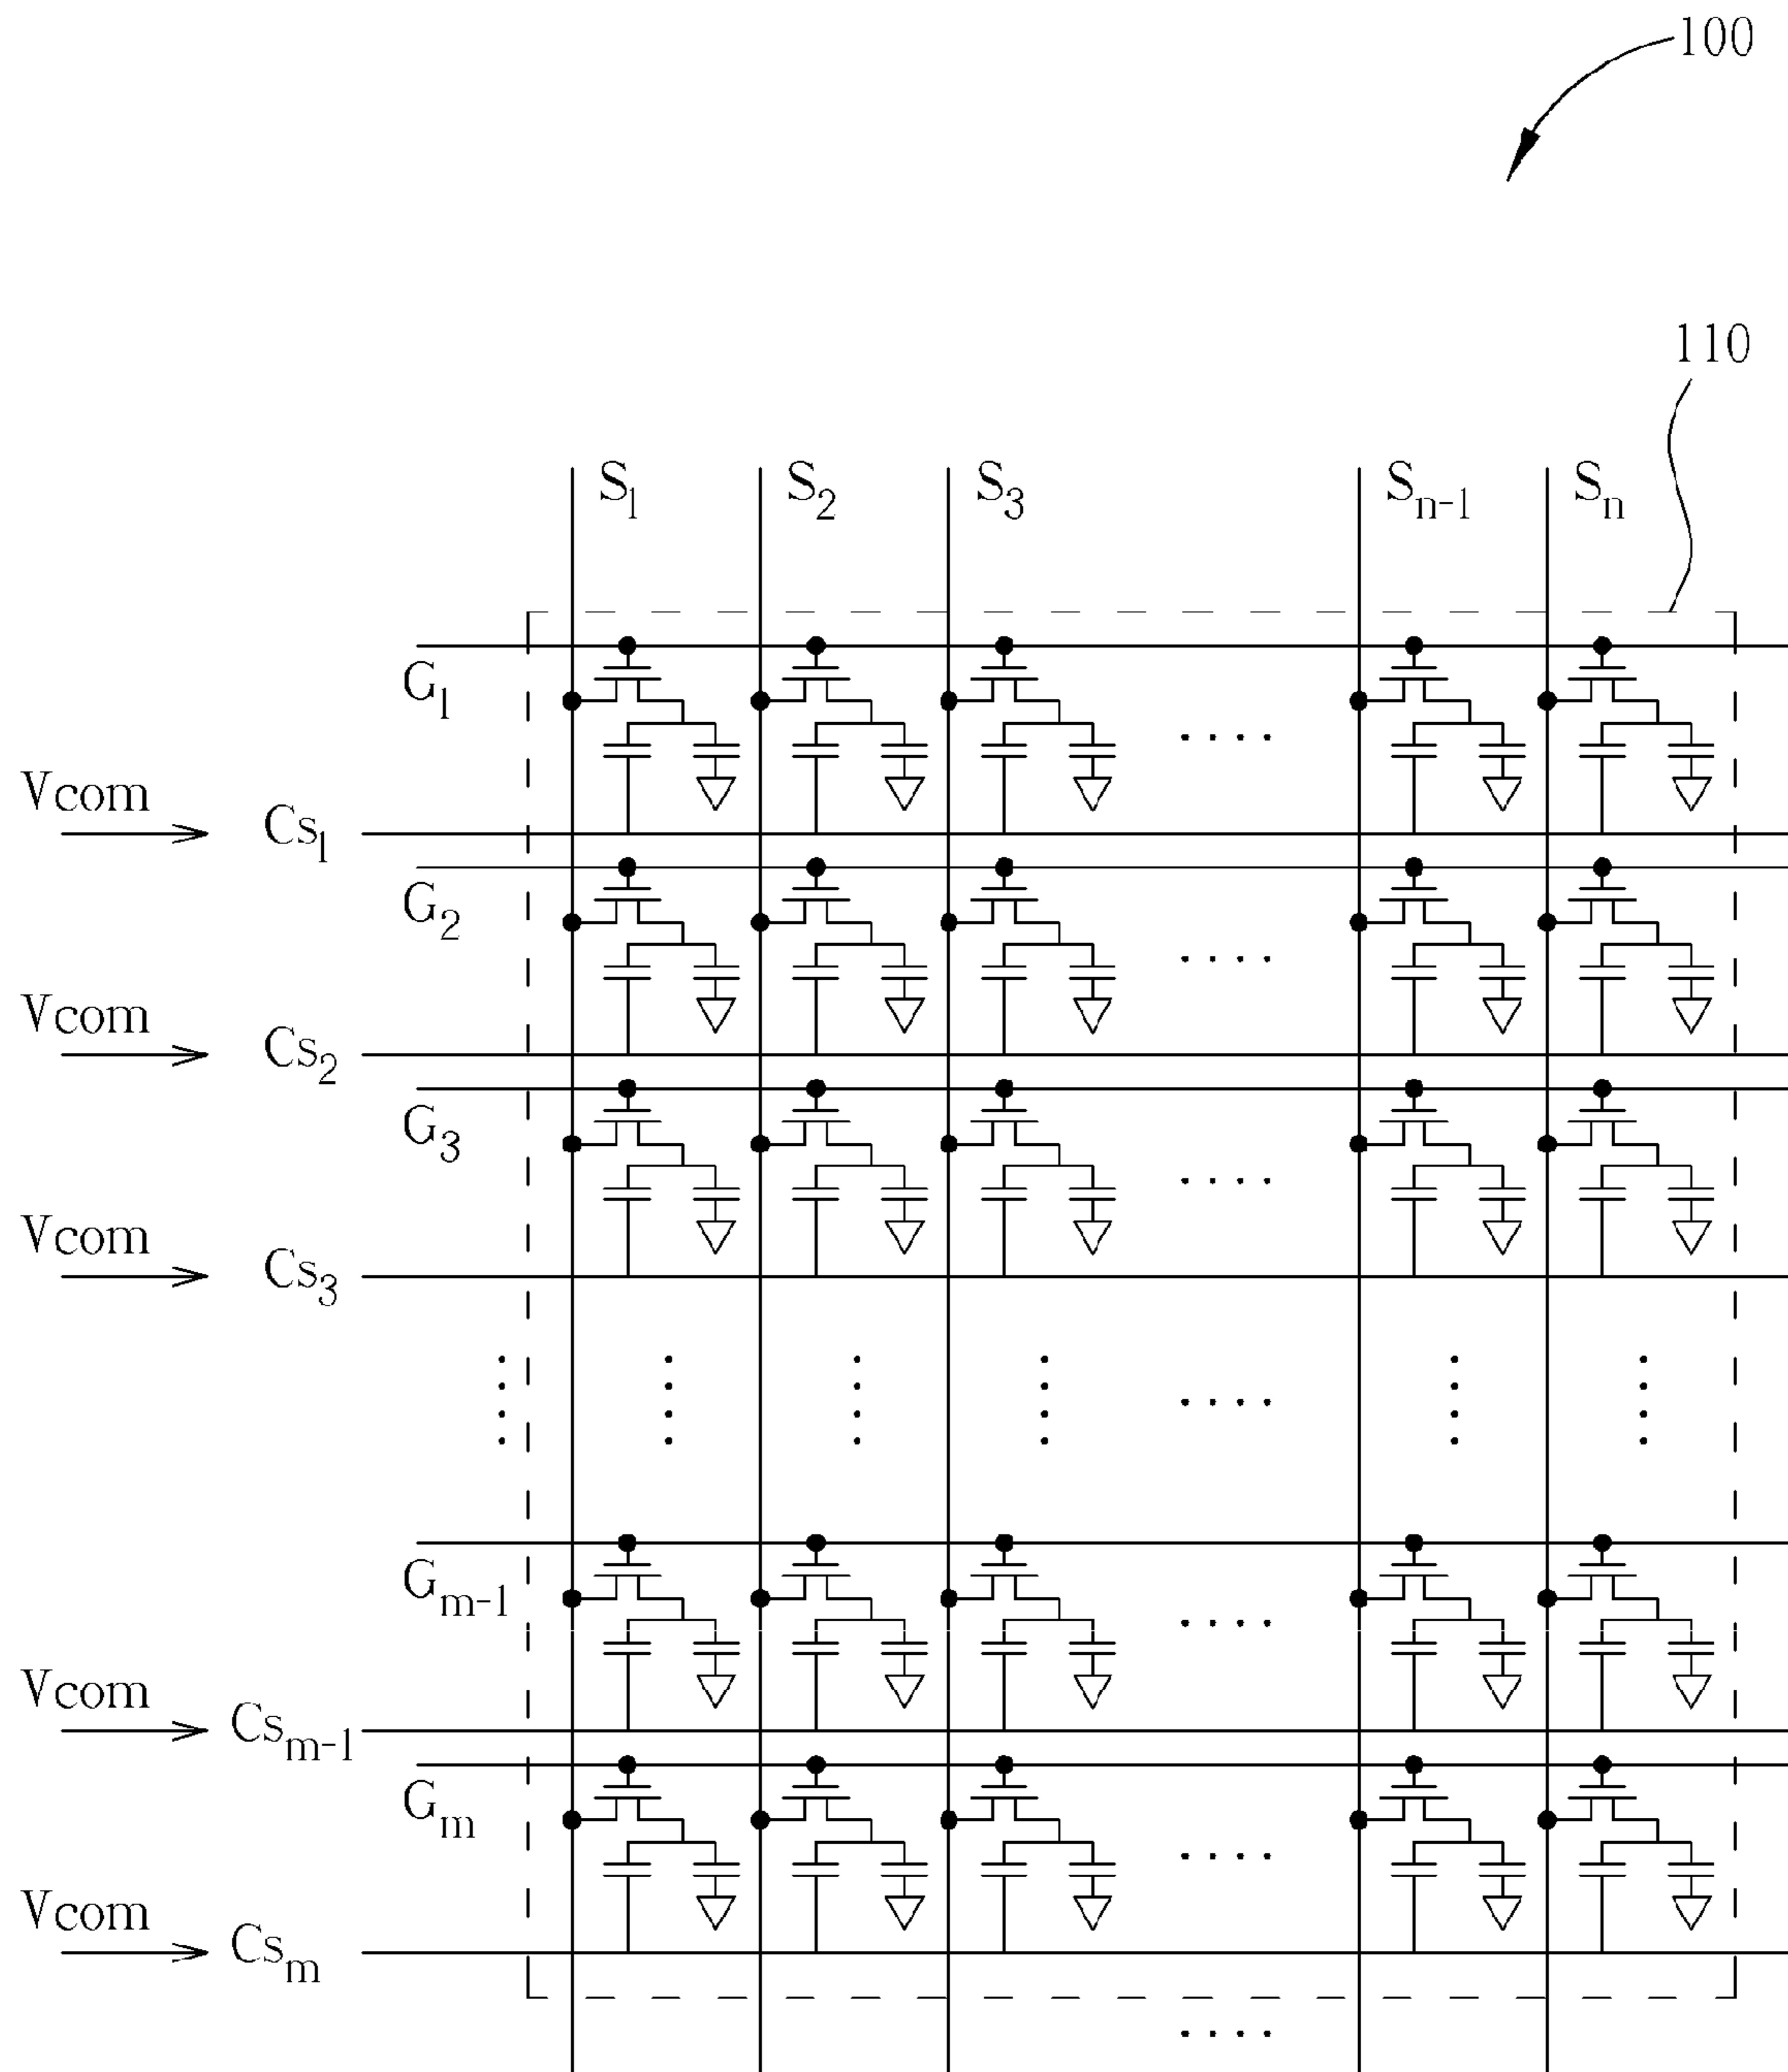 100
110
S1 S2 S3 Sn-1 Sn
G1
Vcom
Cs1
G2
Vcom
Cs2
G3
Vcom
Cs3
Gm-1
Vcom
Csm-1
Gm
Vcom
Csm